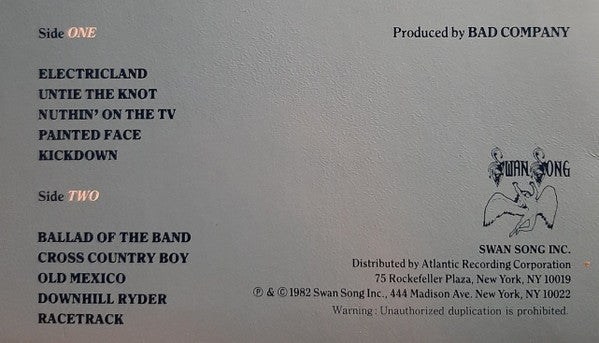 Side ONE
Produced by BAD COMPANY
ELECTRICLAND
UNTIE THE KNOT
NUTHIN' ON THE TV
PAINTED FACE
KICKDOWN
Side TWO
BALLAD OF THE BAND
CROSS COUNTRY BOY
OLD MEXICO
DOWNHILL RYDER
RACETRACK
SWAN SONG
SWAN SONG INC.
Distributed by Atlantic Recording Corporation
75 Rockefeller Plaza, New York, NY 10019
℗ & © 1982 Swan Song Inc., 444 Madison Ave. New York, NY 10022
Warning: Unauthorized duplication is prohibited.